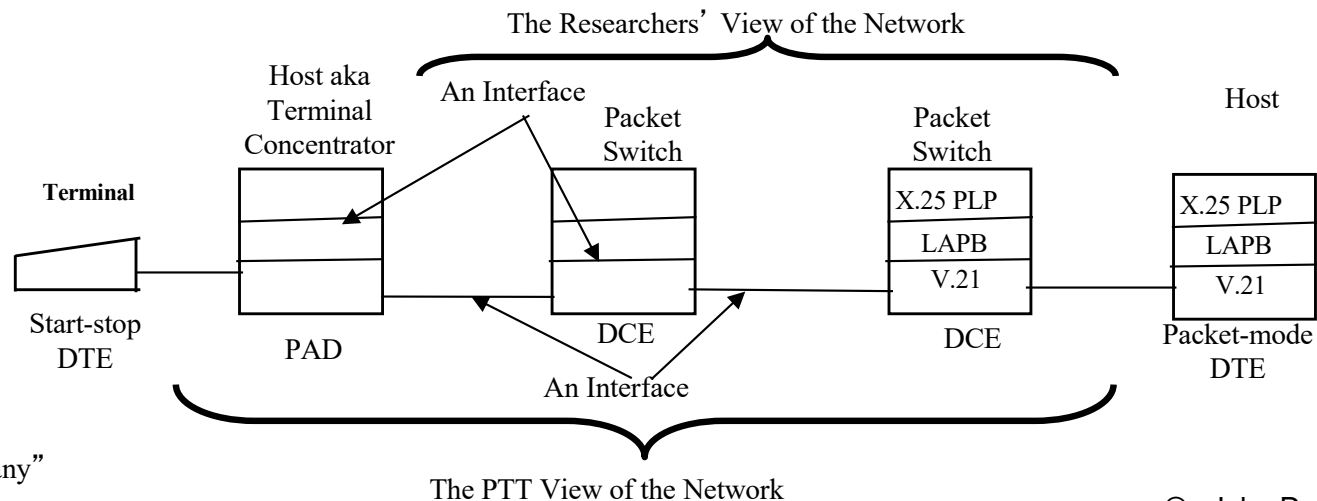 The Researchers’ View of the Network
Host aka
Terminal
Concentrator
An Interface
Packet
Switch
Packet
Switch
Host
Terminal
X.25 PLP
LAPB
V.21
X.25 PLP
LAPB
V.21
Start-stop
DTE
PAD
DCE
DCE
Packet-mode
DTE
An Interface
any”
The PTT View of the Network